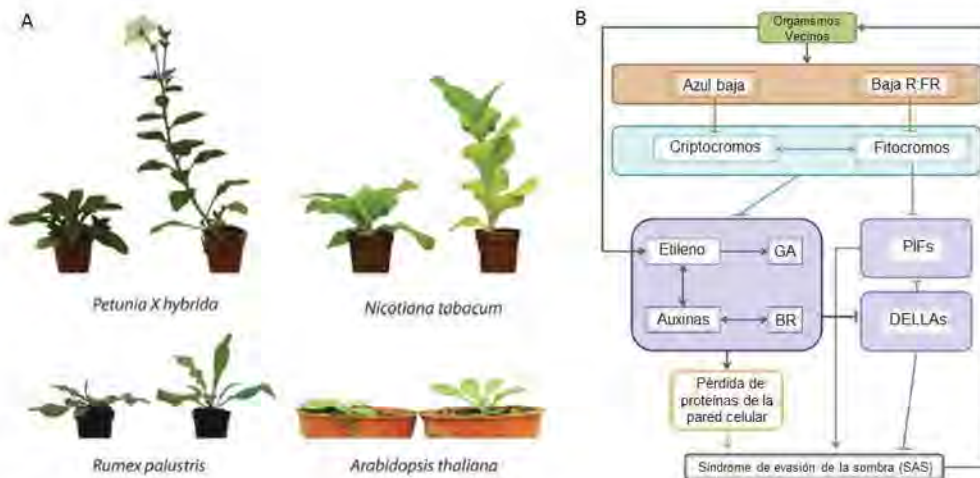 A
Petunia X hybrida
Nicotiana tabacum
Rumex palustris
Arabidopsis thaliana
B
Organismos
Vecinos
Azul baja
Baja R:FR
Criptocromos
Fitocromos
Etileno
GA
PIFs
Auxinas
BR
DELLAs
Pérdida de
proteínas de la
pared celular
Síndrome de evasión de la sombra (SAS)